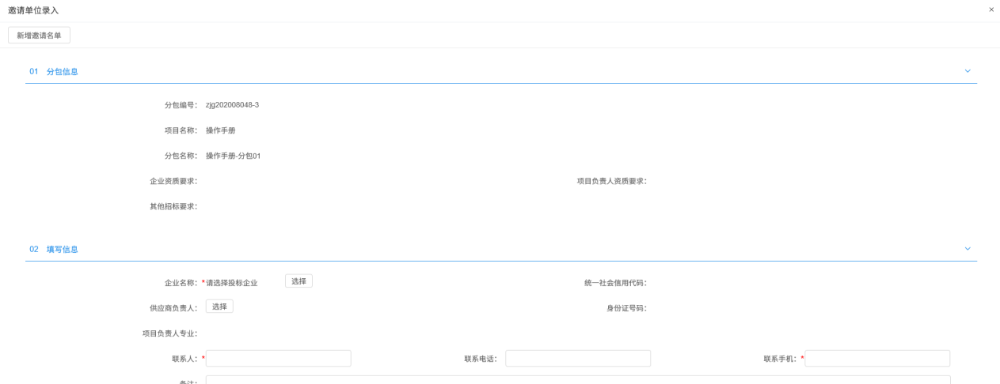 邀请单位录入 ×
新增邀请名单
01 分包信息
分包编号: zjg202008048-3
项目名称: 操作手册
分包名称: 操作手册-分包01
企业资质要求: 项目负责人资质要求:
其他招标要求:
02 填写信息
企业名称: *请选择投标企业 选择 统一社会信用代码:
供应商负责人: 选择 身份证号码:
项目负责人专业:
联系人: * 联系电话: 联系手机: *
备注: